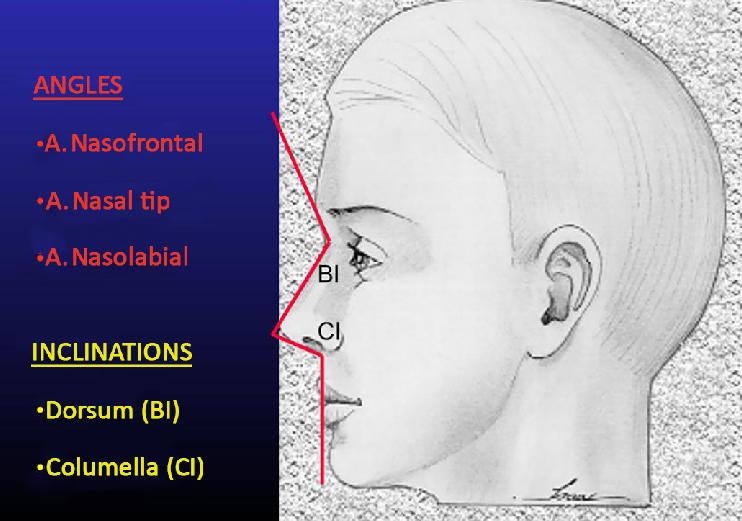 ANGLES
•A. Nasofrontal
•A. Nasal tip
•A. Nasolabial
INCLINATIONS
•Dorsum (BI)
•Columella (CI)
BI
CI